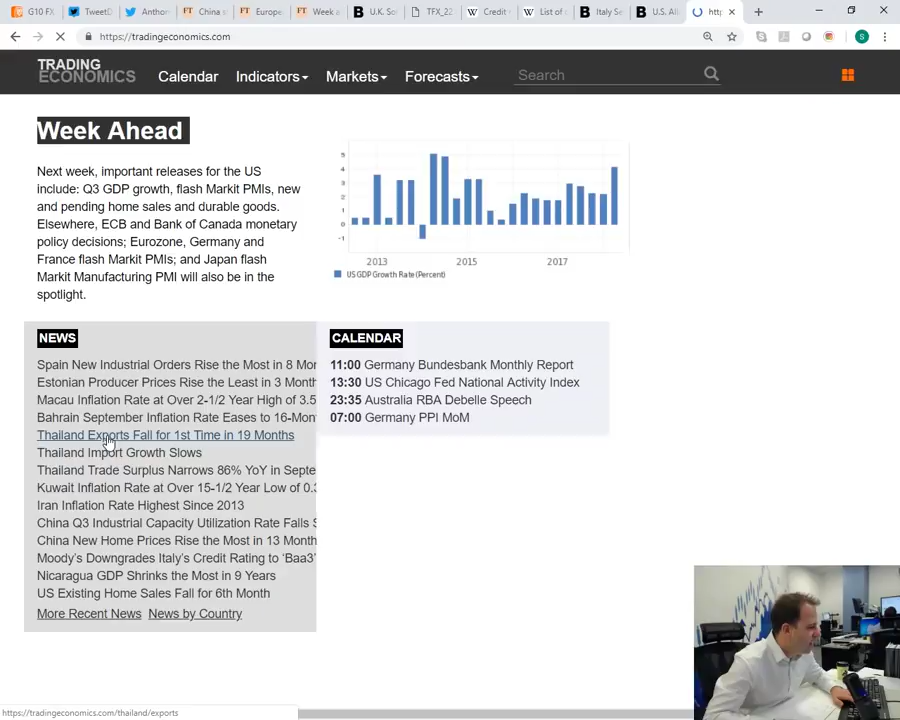 G10 FX
TweetD
Anthon
China s
Europe
Week a
U.K. So
TFX_22
Credit
List of c
Italy Se
U.S. All
http
https://tradingeconomics.com
S
TRADING
ECONOMICS
Calendar
Indicators
Markets
Forecasts
Search
Week Ahead
Next week, important releases for the US
include: Q3 GDP growth, flash Markit PMIs, new
and pending home sales and durable goods.
Elsewhere, ECB and Bank of Canada monetary
policy decisions; Eurozone, Germany and
France flash Markit PMIs; and Japan flash
Markit Manufacturing PMI will also be in the
spotlight.
5
4
3
2
1
0
-1
2013
2015
2017
US GDP Growth Rate (Percent)
NEWS
Spain New Industrial Orders Rise the Most in 8 Mor
Estonian Producer Prices Rise the Least in 3 Month
Macau Inflation Rate at Over 2-1/2 Year High of 3.5
Bahrain September Inflation Rate Eases to 16-Mon
Thailand Exports Fall for 1st Time in 19 Months
Thailand Import Growth Slows
Thailand Trade Surplus Narrows 86% YoY in Septe
Kuwait Inflation Rate at Over 15-1/2 Year Low of 0.3
Iran Inflation Rate Highest Since 2013
China Q3 Industrial Capacity Utilization Rate Falls S
China New Home Prices Rise the Most in 13 Month
Moody's Downgrades Italy's Credit Rating to 'Baa3'
Nicaragua GDP Shrinks the Most in 9 Years
US Existing Home Sales Fall for 6th Month
More Recent News News by Country
CALENDAR
11:00 Germany Bundesbank Monthly Report
13:30 US Chicago Fed National Activity Index
23:35 Australia RBA Debelle Speech
07:00 Germany PPI MoM
https://tradingeconomics.com/thailand/exports